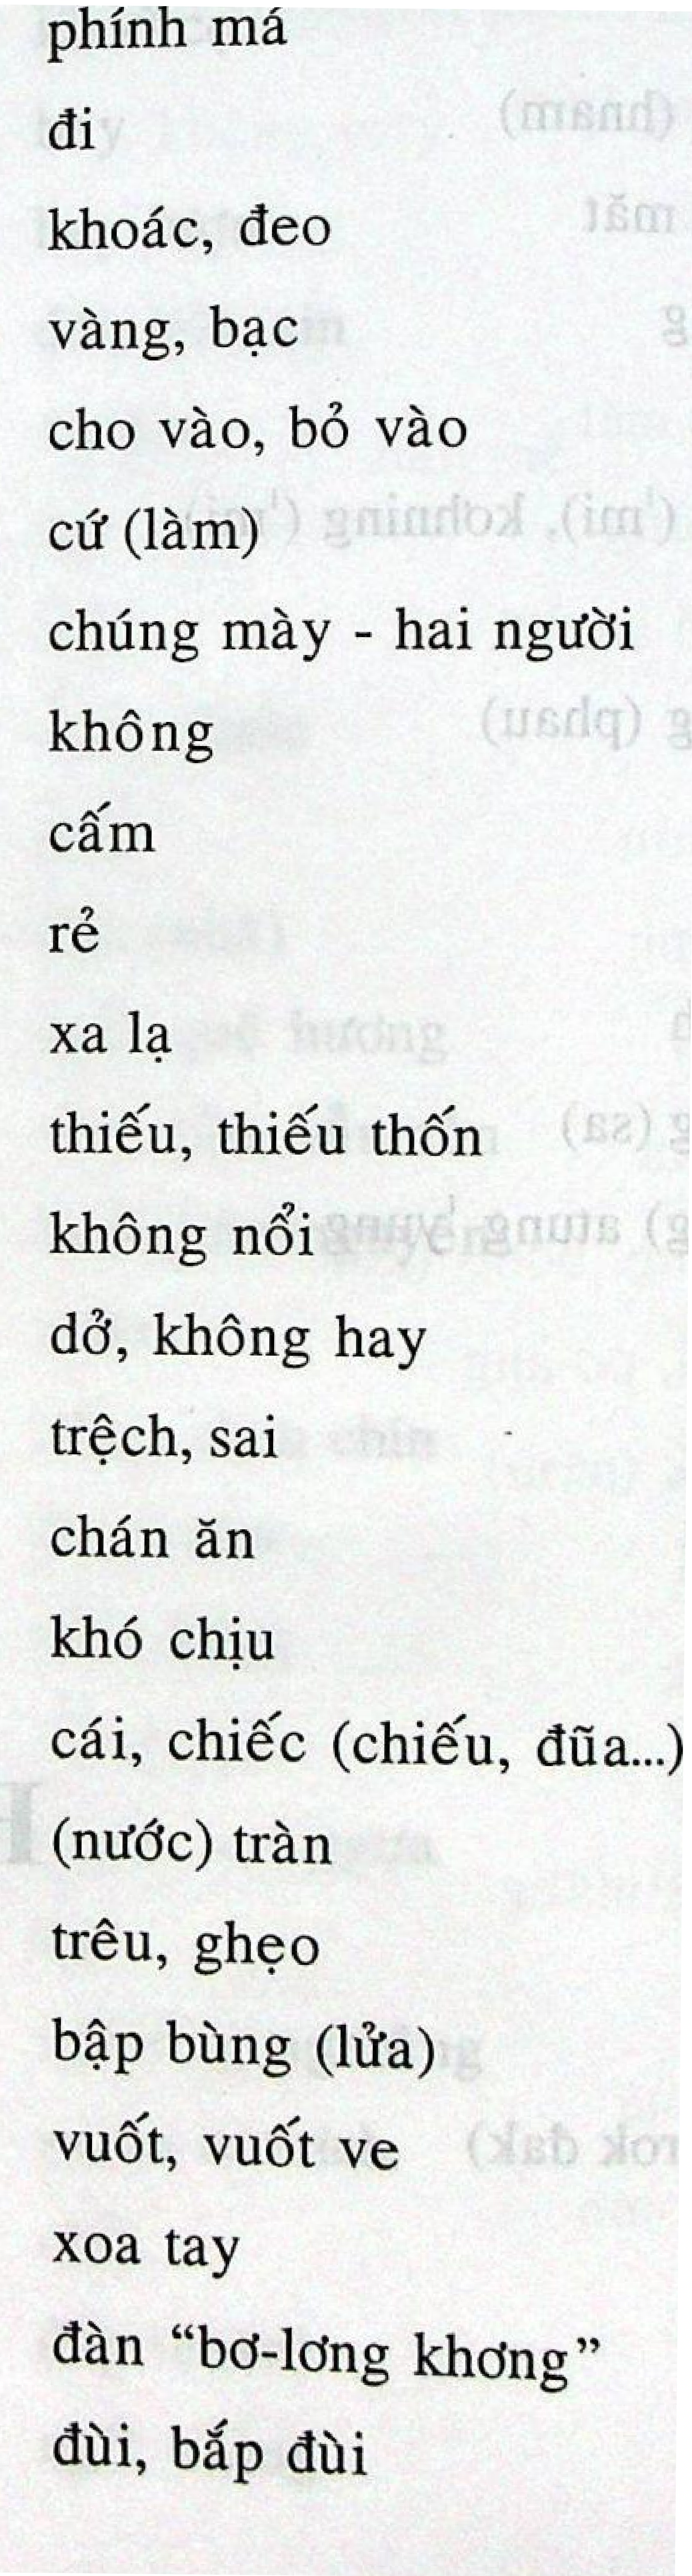 phính má
đi
khoác, đeo
vàng, bạc
cho vào, bỏ vào
cứ (làm)
chúng mày - hai người
không
cấm
rẻ
xa lạ
thiếu, thiếu thốn
không nổi
dở, không hay
trệch, sai
chán ăn
khó chịu
cái, chiếc (chiếu, đũa...)
(nước) tràn
trêu, ghẹo
bập bùng (lửa)
vuốt, vuốt ve
xoa tay
đàn “bơ-lơng khơng”
đùi, bắp đùi